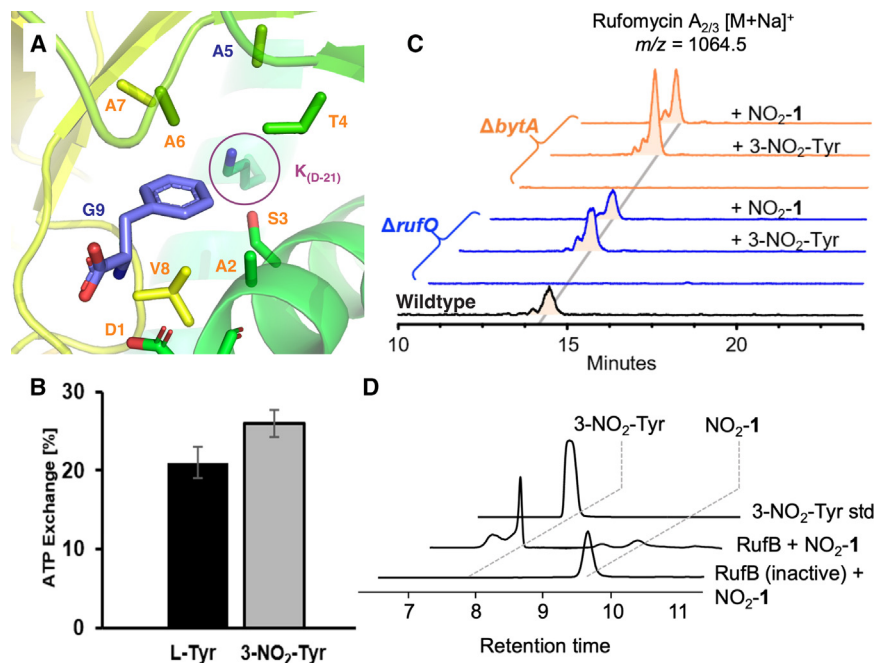 A
A5
A7
A6
T4
K(D-21)
G9
S3
V8
A2
D1
C
Rufomycin A2/3 [M+Na]+
m/z = 1064.5
ΔbytA
+ NO2-1
+ 3-NO2-Tyr
ΔrufO
+ NO2-1
+ 3-NO2-Tyr
Wildtype
10 15 20
Minutes
B
ATP Exchange [%]
30
20
10
0
L-Tyr 3-NO2-Tyr
D
3-NO2-Tyr NO2-1
3-NO2-Tyr std
RufB + NO2-1
RufB (inactive) +
NO2-1
7 8 9 10 11
Retention time